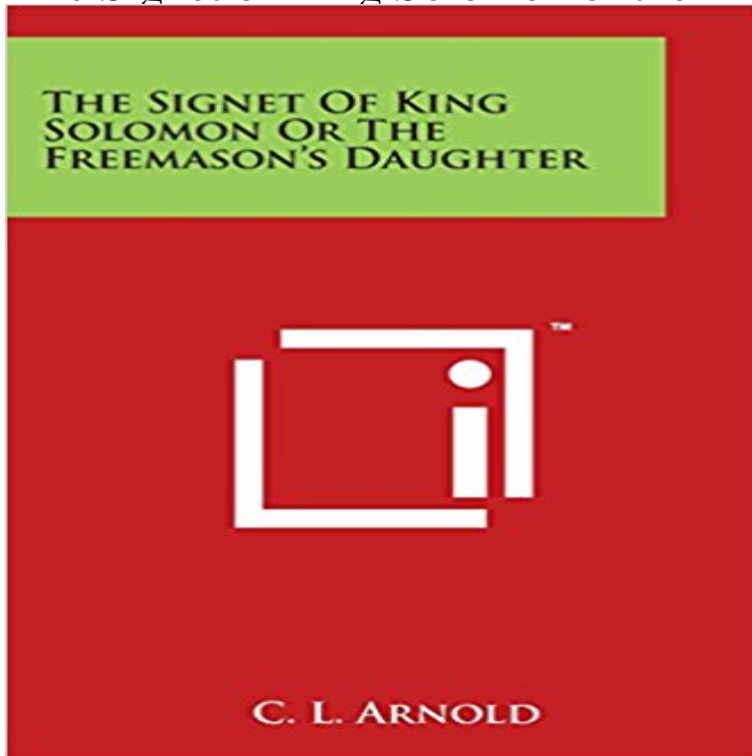 THE SIGNET OF KING
SOLOMON OR THE
FREEMASON'S DAUGHTER
™
C. L. ARNOLD